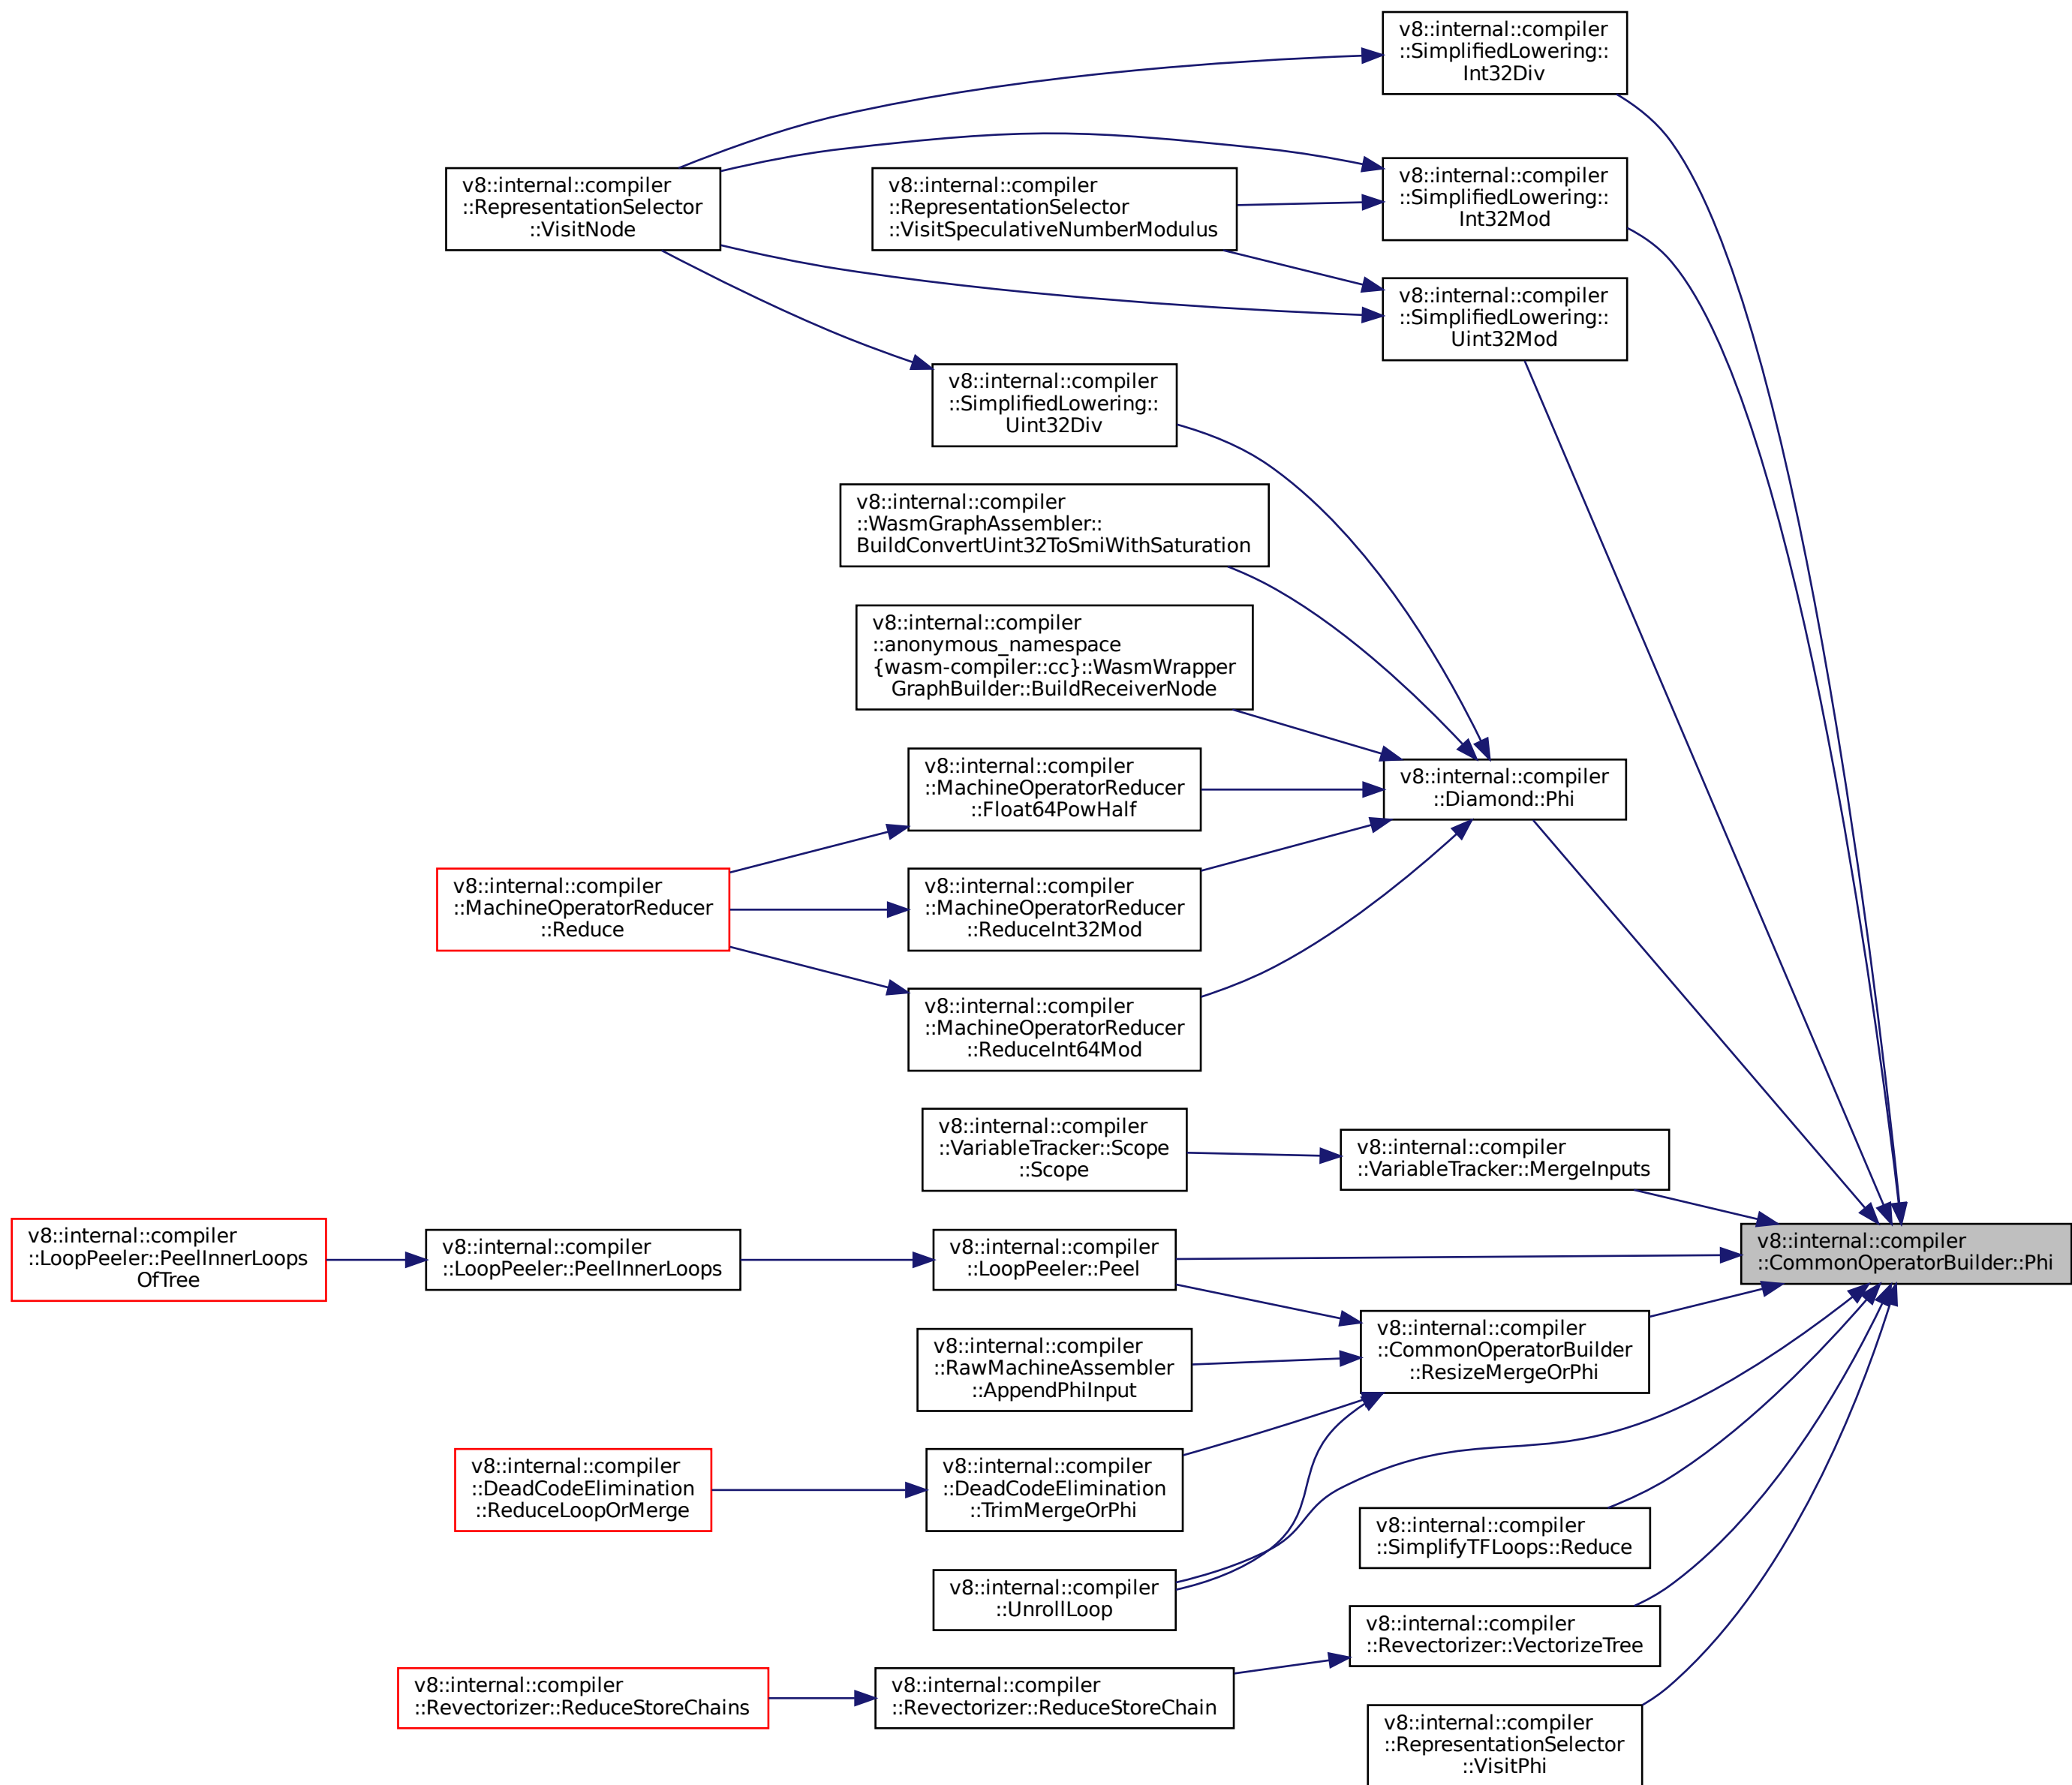 v8::internal::compiler
::SimplifiedLowering::
Int32Div
v8::internal::compiler
::RepresentationSelector
::VisitNode
v8::internal::compiler
::RepresentationSelector
::VisitSpeculativeNumberModulus
v8::internal::compiler
::SimplifiedLowering::
Int32Mod
v8::internal::compiler
::SimplifiedLowering::
Uint32Mod
v8::internal::compiler
::SimplifiedLowering::
Uint32Div
v8::internal::compiler
::WasmGraphAssembler::
BuildConvertUint32ToSmiWithSaturation
v8::internal::compiler
::anonymous_namespace
{wasm-compiler::cc}::WasmWrapper
GraphBuilder::BuildReceiverNode
v8::internal::compiler
::MachineOperatorReducer
::Float64PowHalf
v8::internal::compiler
::Diamond::Phi
v8::internal::compiler
::MachineOperatorReducer
::Reduce
v8::internal::compiler
::MachineOperatorReducer
::ReduceInt32Mod
v8::internal::compiler
::MachineOperatorReducer
::ReduceInt64Mod
v8::internal::compiler
::VariableTracker::Scope
::Scope
v8::internal::compiler
::VariableTracker::MergeInputs
v8::internal::compiler
::LoopPeeler::PeelInnerLoops
OfTree
v8::internal::compiler
::LoopPeeler::PeelInnerLoops
v8::internal::compiler
::LoopPeeler::Peel
v8::internal::compiler
::CommonOperatorBuilder::Phi
v8::internal::compiler
::RawMachineAssembler
::AppendPhiInput
v8::internal::compiler
::CommonOperatorBuilder
::ResizeMergeOrPhi
v8::internal::compiler
::DeadCodeElimination
::ReduceLoopOrMerge
v8::internal::compiler
::DeadCodeElimination
::TrimMergeOrPhi
v8::internal::compiler
::SimplifyTFLoops::Reduce
v8::internal::compiler
::UnrollLoop
v8::internal::compiler
::Revectorizer::VectorizeTree
v8::internal::compiler
::Revectorizer::ReduceStoreChains
v8::internal::compiler
::Revectorizer::ReduceStoreChain
v8::internal::compiler
::RepresentationSelector
::VisitPhi